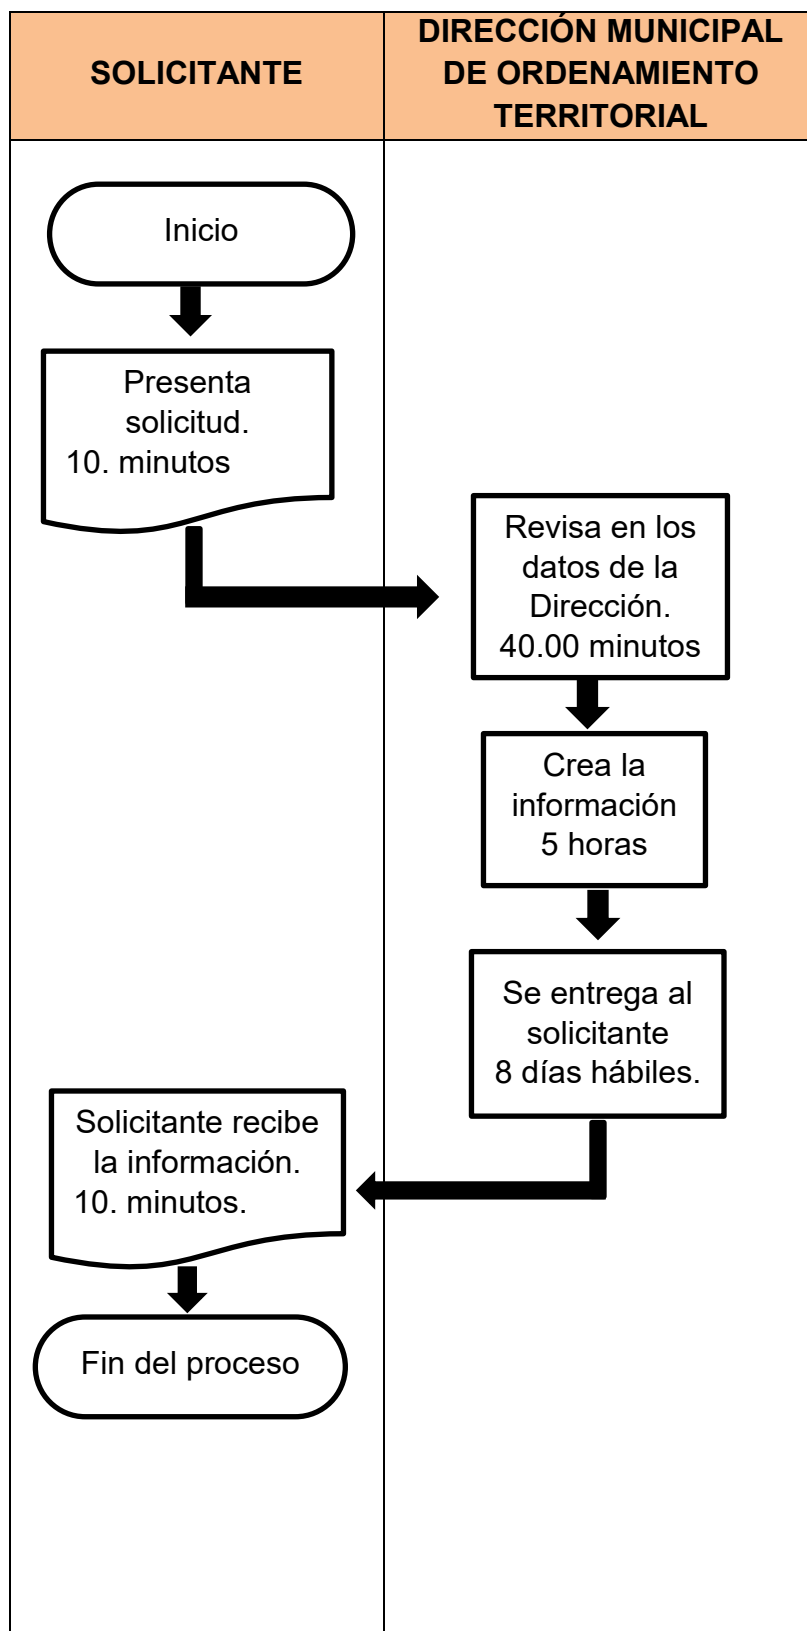 SOLICITANTE
DIRECCIÓN MUNICIPAL
DE ORDENAMIENTO
TERRITORIAL
Inicio
Presenta
solicitud.
10. minutos
Revisa en los
datos de la
Dirección.
40.00 minutos
Crea la
información
5 horas
Se entrega al
solicitante
8 días hábiles.
Solicitante recibe
la información.
10. minutos.
Fin del proceso